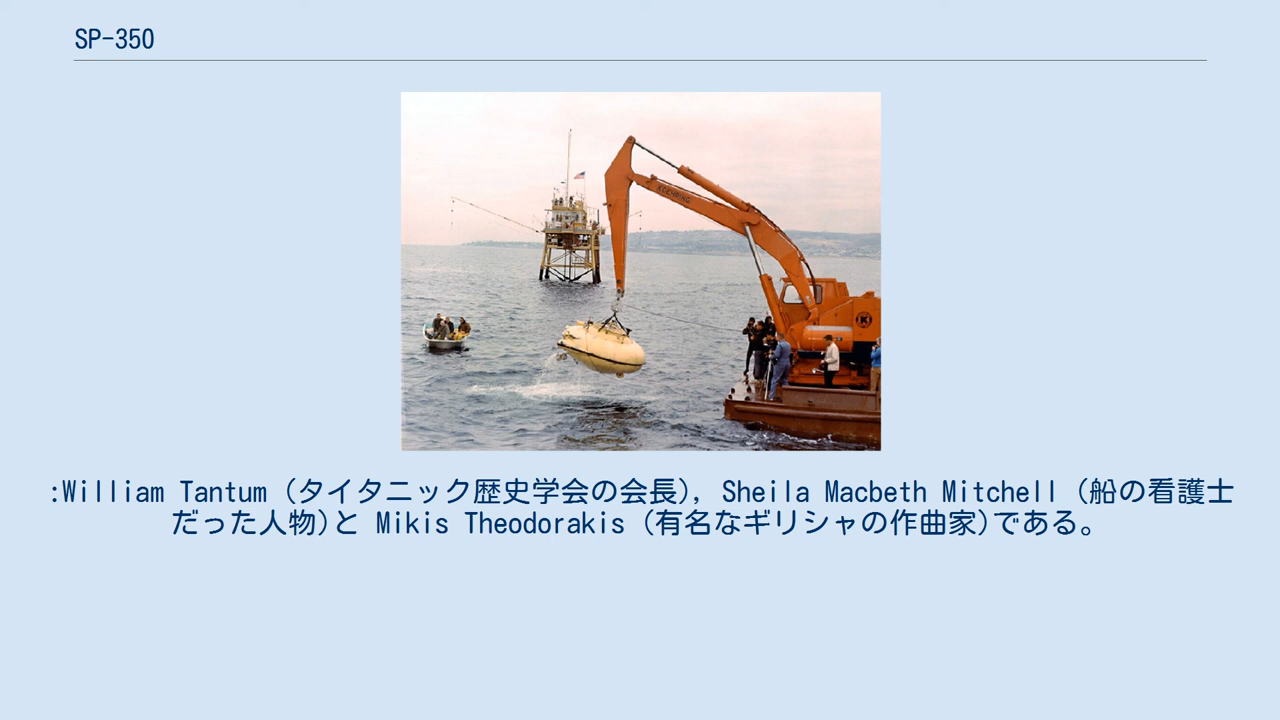 SP-350
KOEHRING
K
:William Tantum (タイタニック歴史学会の会長), Sheila Macbeth Mitchell (船の看護士
だった人物)と Mikis Theodorakis (有名なギリシャの作曲家)である。